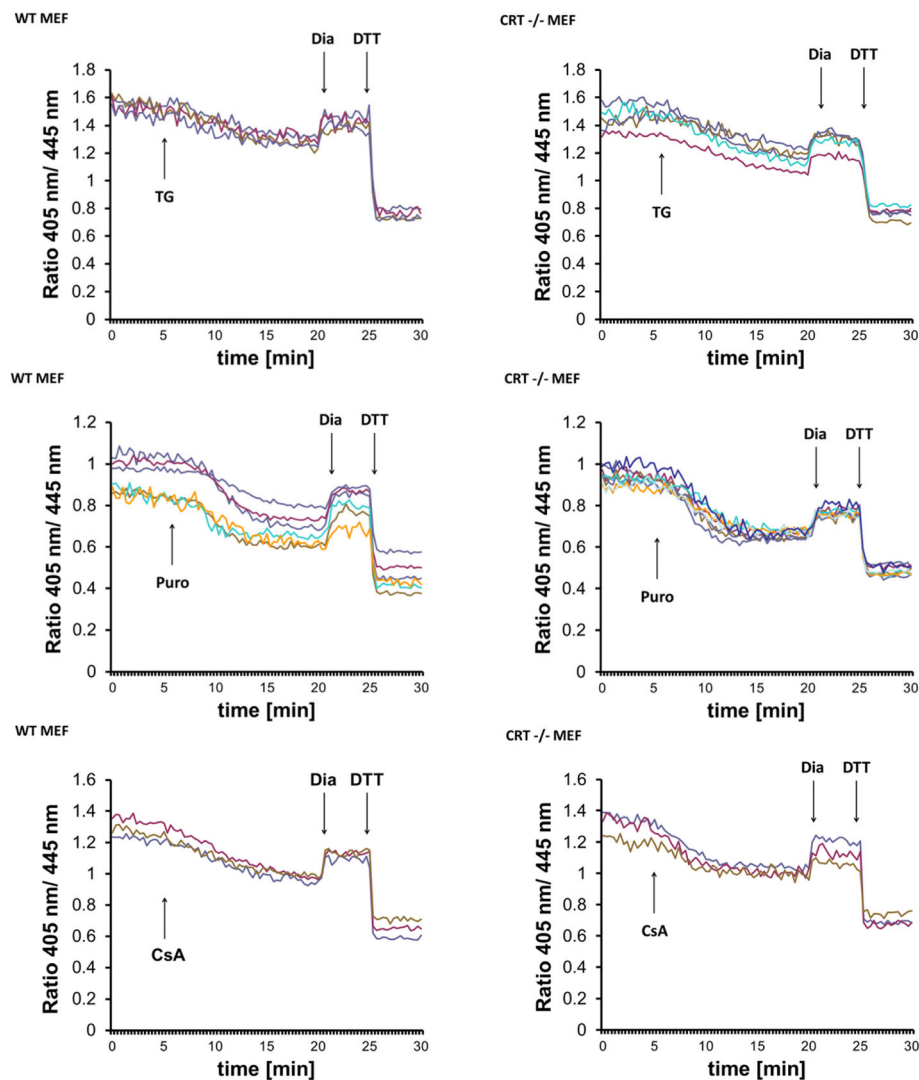 WT MEF
Dia DTT
1.8
1.6
1.4
1.2
1
0.8
0.6
0.4
0.2
0
TG
0 5 10 15 20 25 30
time [min]
Ratio 405 nm/ 445 nm
CRT -/- MEF
Dia DTT
1.8
1.6
1.4
1.2
1
0.8
0.6
0.4
0.2
0
TG
0 5 10 15 20 25 30
time [min]
Ratio 405 nm/ 445 nm
WT MEF
Dia DTT
1.2
1
0.8
0.6
0.4
0.2
0
Puro
0 5 10 15 20 25 30
time [min]
Ratio 405 nm/ 445 nm
CRT -/- MEF
Dia DTT
1.2
1
0.8
0.6
0.4
0.2
0
Puro
0 5 10 15 20 25 30
time [min]
Ratio 405 nm/ 445 nm
WT MEF
Dia DTT
1.6
1.4
1.2
1
0.8
0.6
0.4
0.2
0
CsA
0 5 10 15 20 25 30
time [min]
Ratio 405 nm/ 445 nm
CRT -/- MEF
Dia DTT
1.6
1.4
1.2
1
0.8
0.6
0.4
0.2
0
CsA
0 5 10 15 20 25 30
time [min]
Ratio 405 nm/ 445 nm